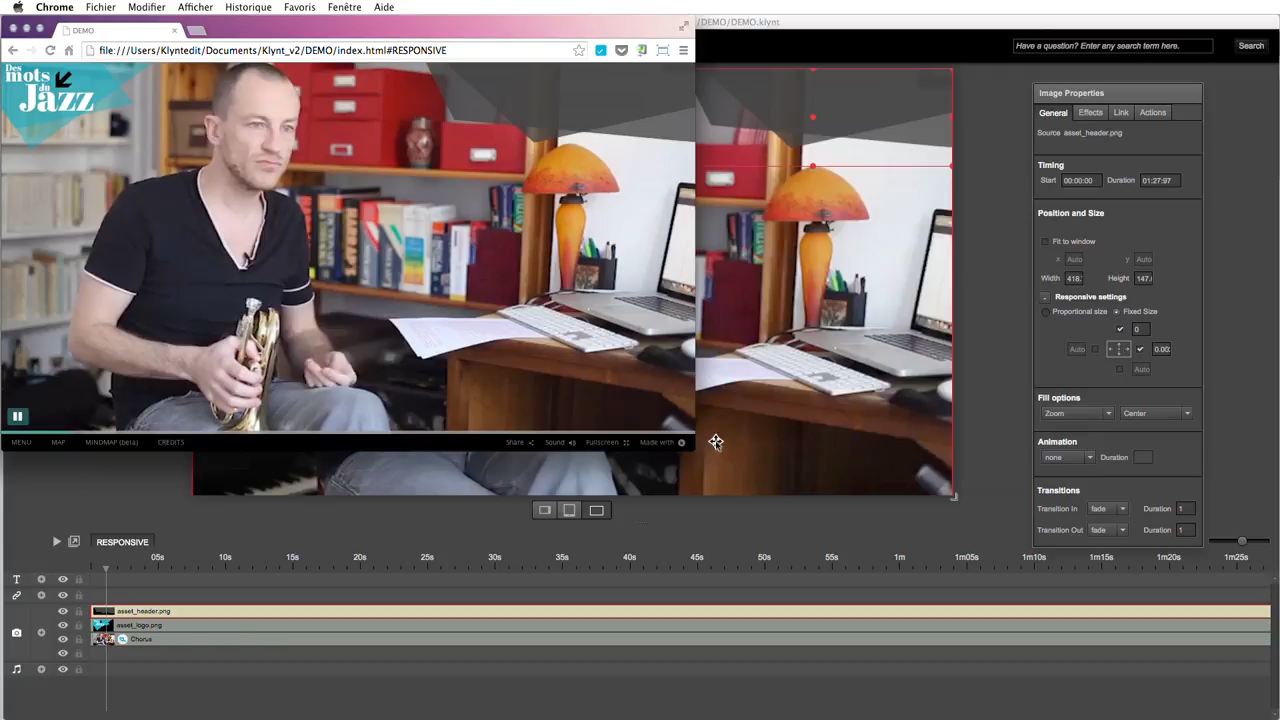 Chrome Fichier Modifier Afficher Historique Favoris Fenêtre Aide
DEMO
/DEMO/DEMO.klynt
file:///Users/Klyntedit/Documents/Klynt_v2/DEMO/index.html#RESPONSIVE
Have a question? Enter any search term here.
Search
Des
mots
du
Jazz
Image Properties
General Effects Link Actions
Source asset_header.png
Timing
Start 00:00:00 Duration 01:27:97
Position and Size
Fit to window
x Auto y Auto
Width 418. Height 147.
Responsive settings
Proportional size Fixed Size
0
Auto 0.00
Auto
Fill options
Zoom Center
Animation
none Duration
Transitions
Transition In fade Duration 1
Transition Out fade Duration 1
MENU MAP MINDMAP (beta) CREDITS Share Sound Fullscreen Made with
RESPONSIVE
05s 10s 15s 20s 25s 30s 35s 40s 45s 50s 55s 1m 1m05s 1m10s 1m15s 1m20s 1m25s
T
asset_header.png
asset_logo.png
Chorus